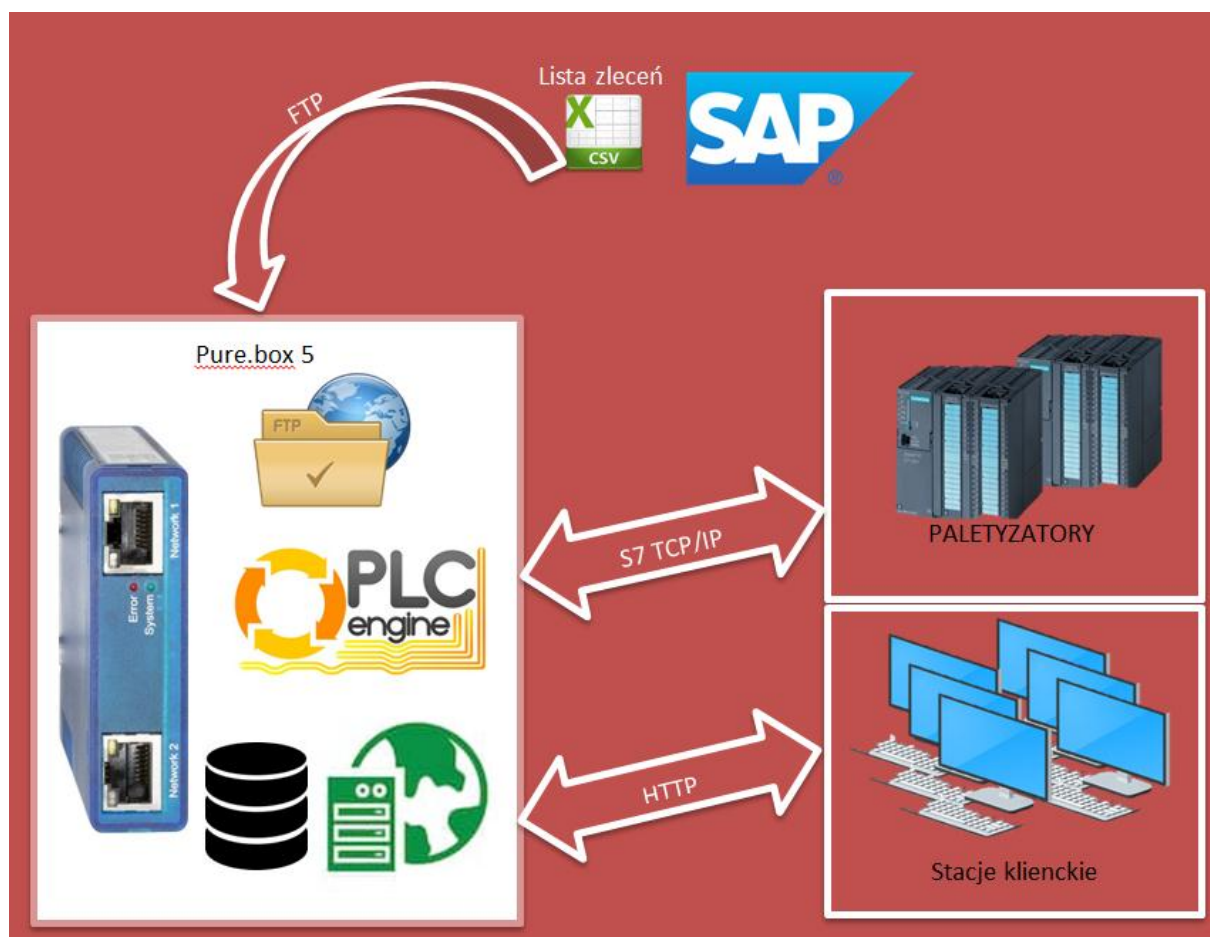 Lista zleceń
FTP
X
CSV
SAP
®
Pure.box 5
FTP
Network 1
Error
System
Network 2
PLC
engine
S7 TCP/IP
HTTP
PALETYZATORY
Stacje klienckie